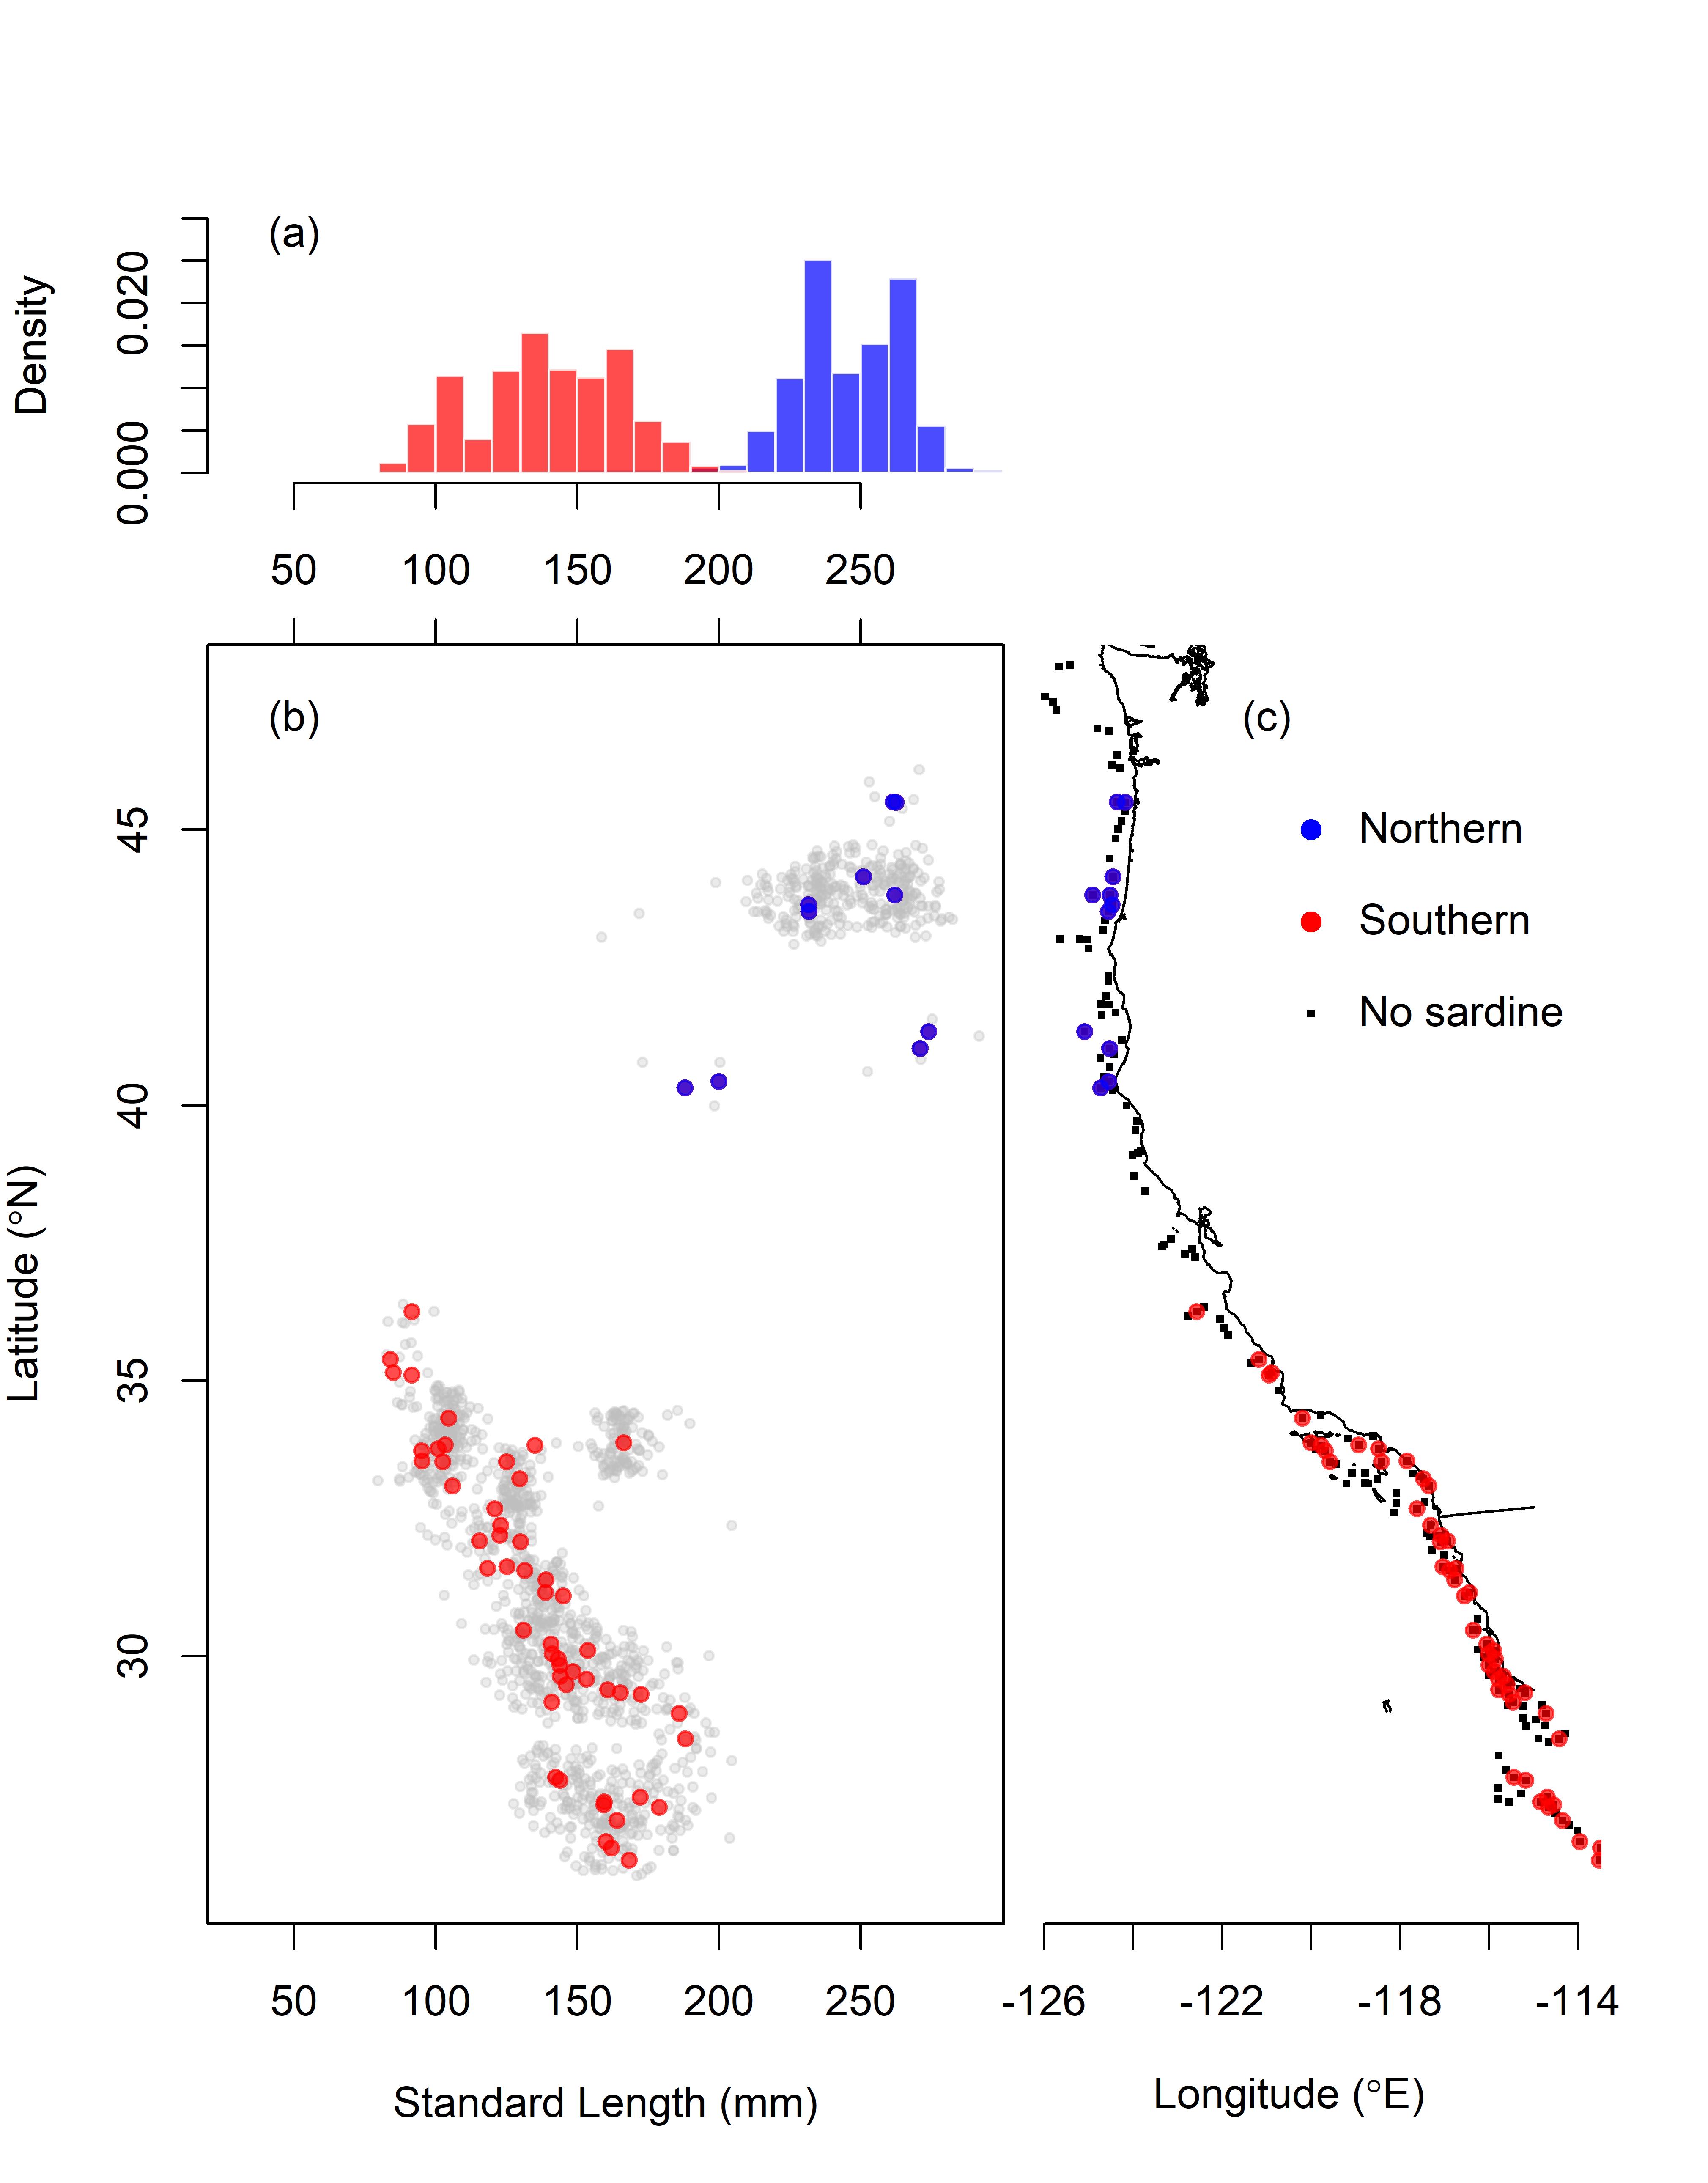 (a)
Density
0.000 0.020
50 100 150 200 250
(b)
(c)
Latitude (°N)
30 35 40 45
Northern
Southern
No sardine
50 100 150 200 250
-126 -122 -118 -114
Standard Length (mm)
Longitude (°E)